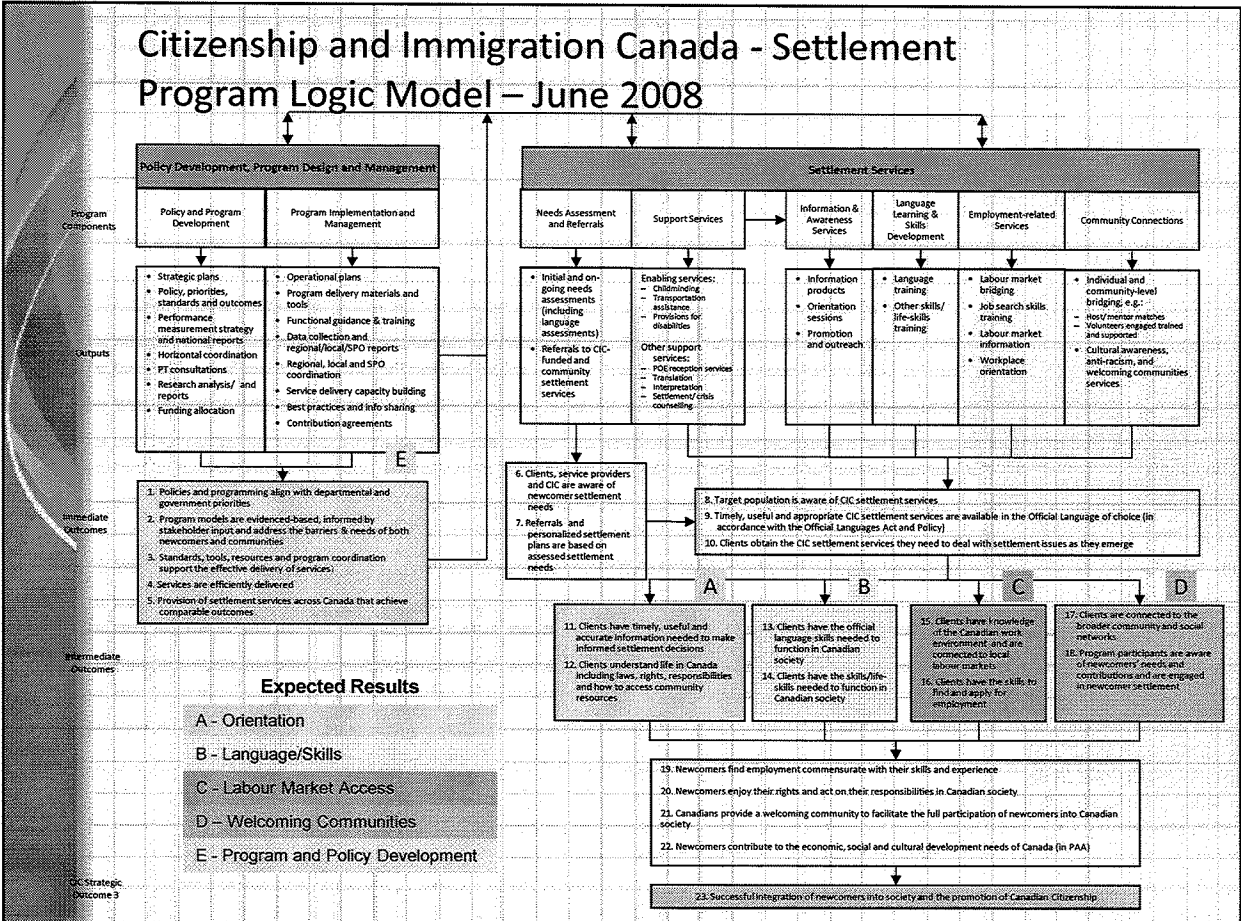 Citizenship and Immigration Canada - Settlement
Program Logic Model – June 2008
Policy Development, Program Design and Management
Settlement Services
Program
Components
Policy and Program
Development
Program Implementation and
Management
Needs Assessment
and Referrals
Support Services
Information &
Awareness
Services
Language
Learning &
Skills
Development
Employment-related
Services
Community Connections
Outputs
• Strategic plans
• Policy, priorities,
standards and outcomes
• Performance
measurement strategy
and national reports
• Horizontal coordination
• PT consultations
• Research analysis/ and
reports
• Funding allocation
• Operational plans
• Program delivery materials and
tools
• Functional guidance & training
• Data collection and
regional/local/SPO reports
• Regional, local and SPO
coordination
• Service delivery capacity building
• Best practices and info sharing
• Contribution agreements
• Initial and on-
going needs
assessments
(including
language
assessments)
• Referrals to CIC-
funded and
community
settlement
services
Enabling services:
– Childminding
– Transportation
assistance
– Provisions for
disabilities
Other support
services:
– POE reception services
– Translation
– Interpretation
– Settlement/crisis
counselling
• Information
products
• Orientation
sessions
• Promotion
and outreach
• Language
training
• Other skills/
life-skills
training
• Labour market
bridging
• Job search skills
training
• Labour market
information
• Workplace
orientation
• Individual and
community-level
bridging, e.g.:
– Host/mentor matches
– Volunteers engaged trained
and supported
• Cultural awareness,
anti-racism, and
welcoming communities
services
E
Immediate
Outcomes
1. Policies and programming align with departmental and
government priorities
2. Program models are evidenced-based, informed by
stakeholder input and address the barriers & needs of both
newcomers and communities
3. Standards, tools, resources and program coordination
support the effective delivery of services
4. Services are efficiently delivered
5. Provision of settlement services across Canada that achieve
comparable outcomes
6. Clients, service providers
and CIC are aware of
newcomer settlement
needs
7. Referrals and
personalized settlement
plans are based on
assessed settlement
needs
8. Target population is aware of CIC settlement services
9. Timely, useful and appropriate CIC settlement services are available in the Official Language of choice (in
accordance with the Official Languages Act and Policy)
10. Clients obtain the CIC settlement services they need to deal with settlement issues as they emerge
A
B
C
D
Intermediate
Outcomes
11. Clients have timely, useful and
accurate information needed to make
informed settlement decisions
12. Clients understand life in Canada
including laws, rights, responsibilities
and how to access community
resources
13. Clients have the official
language skills needed to
function in Canadian
society
14. Clients have the skills/life-
skills needed to function in
Canadian society
15. Clients have knowledge
of the Canadian work
environment and are
connected to local
labour markets
16. Clients have the skills to
find and apply for
employment
17. Clients are connected to the
broader community and social
networks
18. Program participants are aware
of newcomers' needs and
contributions and are engaged
in newcomer settlement
Expected Results
A - Orientation
B - Language/Skills
C - Labour Market Access
D – Welcoming Communities
E - Program and Policy Development
19. Newcomers find employment commensurate with their skills and experience
20. Newcomers enjoy their rights and act on their responsibilities in Canadian society
21. Canadians provide a welcoming community to facilitate the full participation of newcomers into Canadian
society
22. Newcomers contribute to the economic, social and cultural development needs of Canada (in PAA)
CIC Strategic
Outcome 3
23. Successful integration of newcomers into society and the promotion of Canadian Citizenship